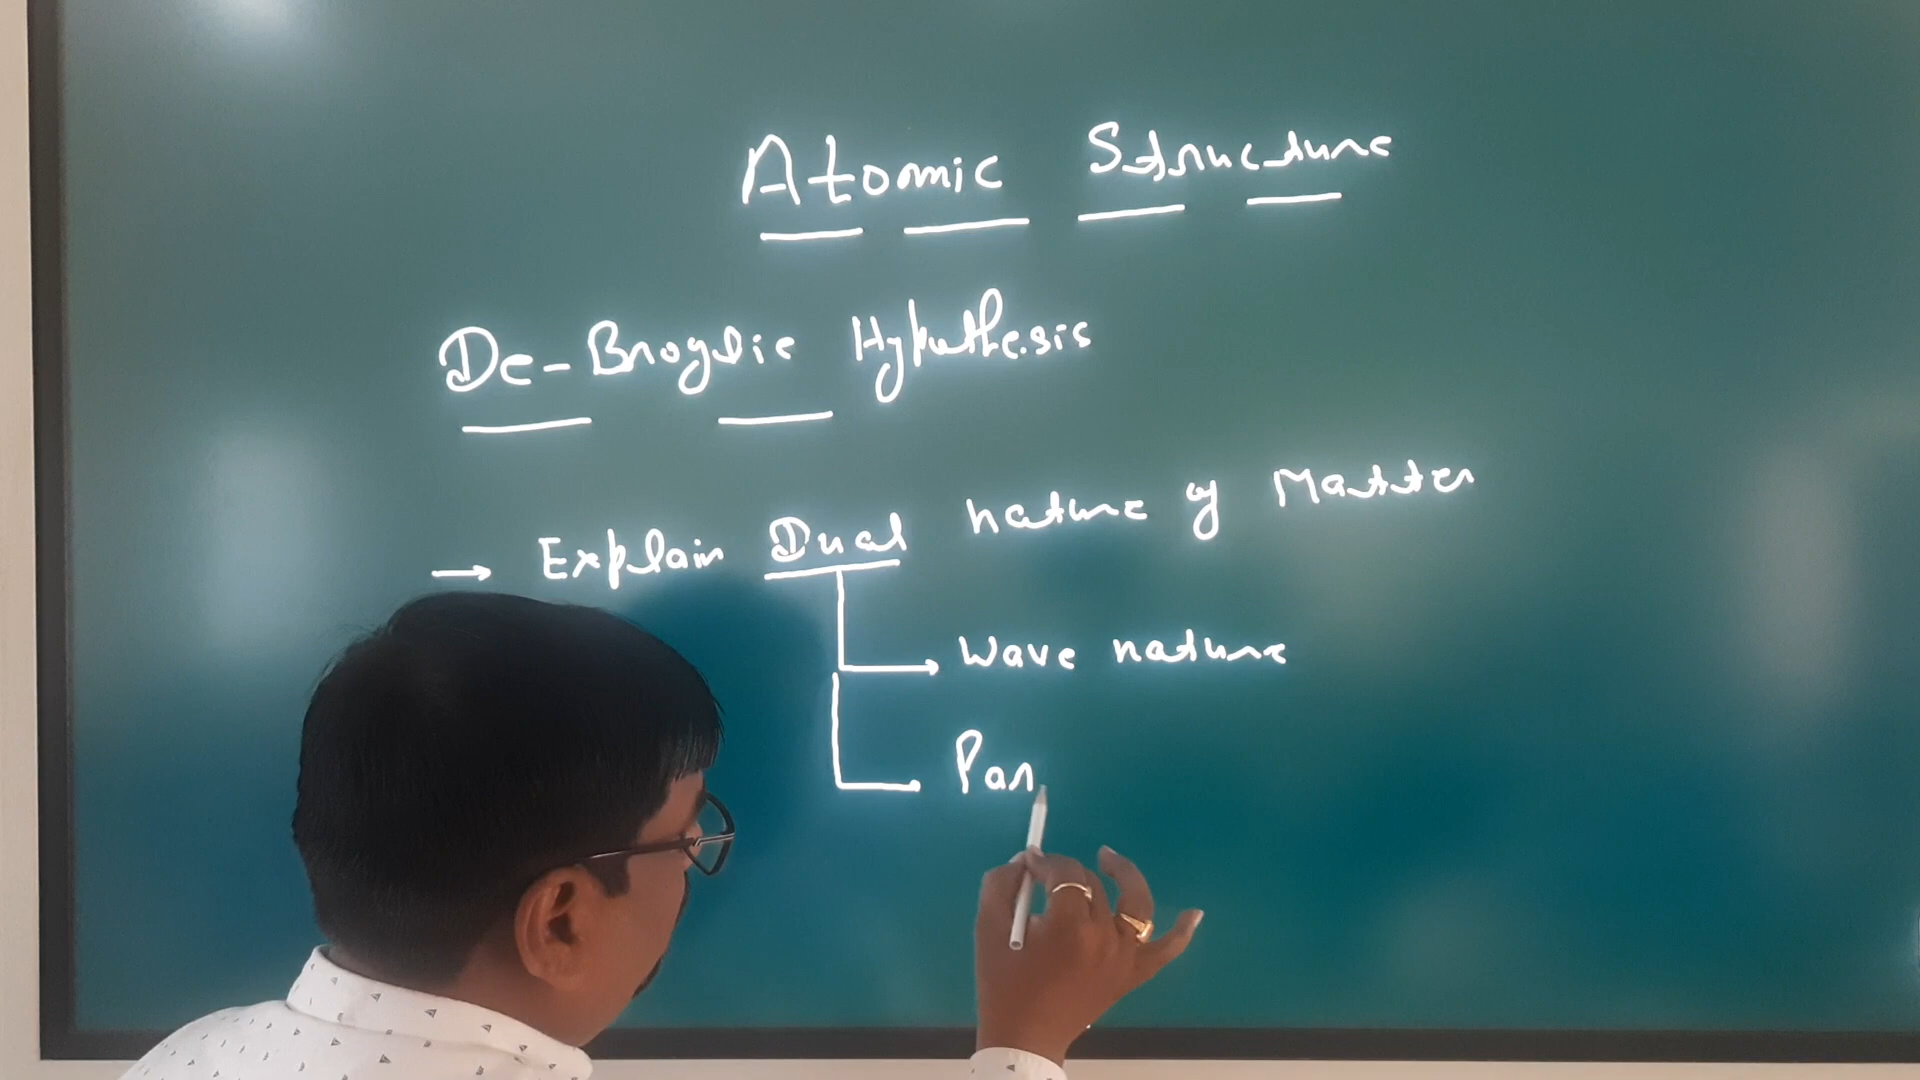 Atomic Structure
De-Broglie Hypothesis
→ Explain Dual nature of Matter
Wave nature
Par